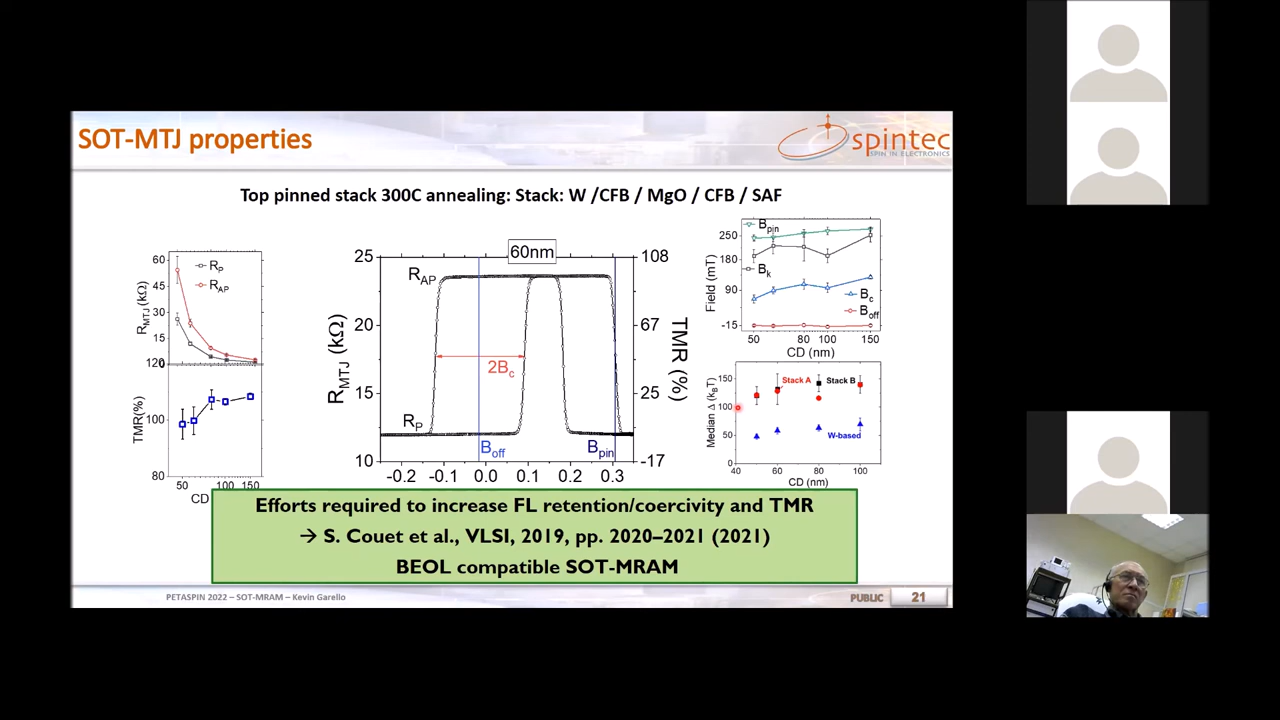 SOT-MTJ properties
spintec
SPIN IN ELECTRONICS
Top pinned stack 300C annealing: Stack: W /CFB / MgO / CFB / SAF
60
45
30
15
0
R_MTJ (kΩ)
R_P
R_AP
120
100
80
TMR(%)
50 100 150
CD
60nm
25
20
15
10
R_MTJ (kΩ)
R_AP
R_P
2B_c
B_off
B_pin
108
67
25
-17
TMR (%)
-0.2 -0.1 0.0 0.1 0.2 0.3
250
180
90
-15
Field (mT)
B_pin
B_k
B_c
B_off
50 60 80 100 150
CD (nm)
150
100
50
0
Median Δ (k_BT)
Stack A
Stack B
W-based
40 60 80 100
CD (nm)
Efforts required to increase FL retention/coercivity and TMR
→ S. Couet et al., VLSI, 2019, pp. 2020–2021 (2021)
BEOL compatible SOT-MRAM
PETASPIN 2022 – SOT-MRAM – Kevin Garello
PUBLIC
21